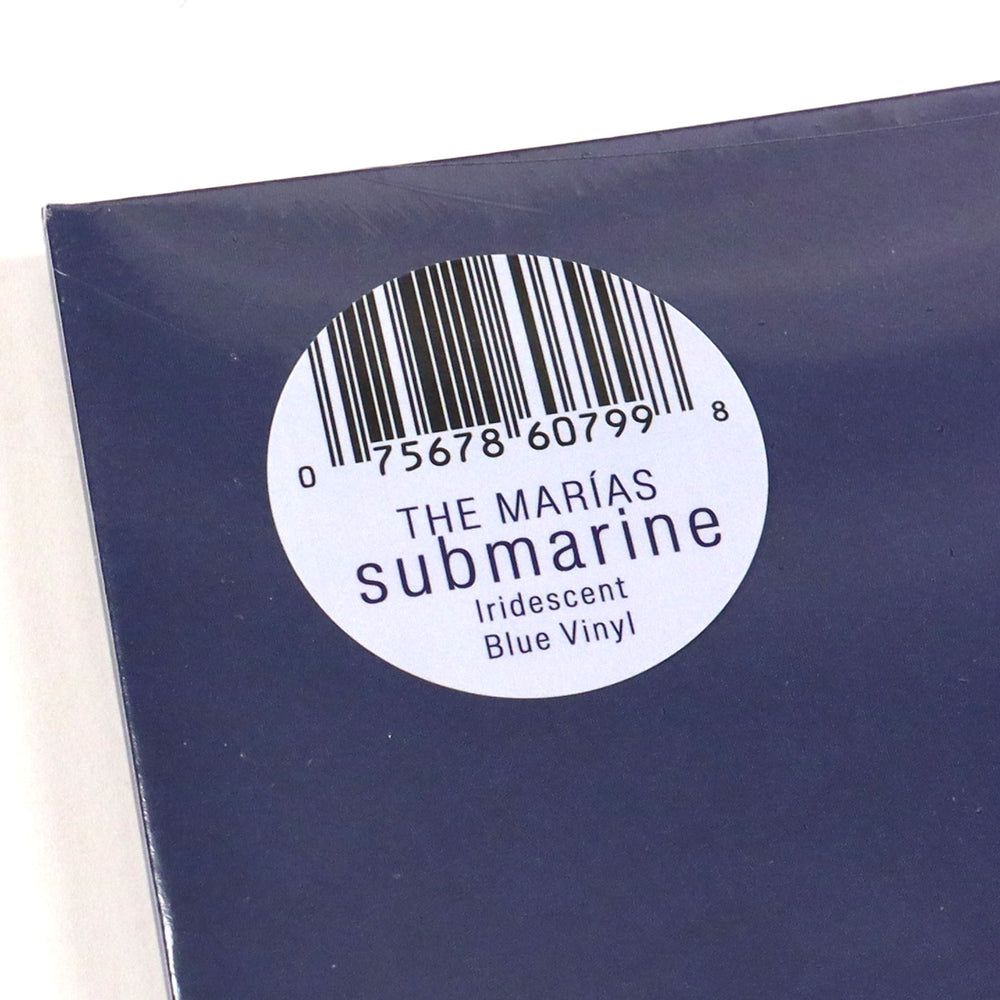 0 75678 60799 8
THE MARÍAS
submarine
Iridescent
Blue Vinyl